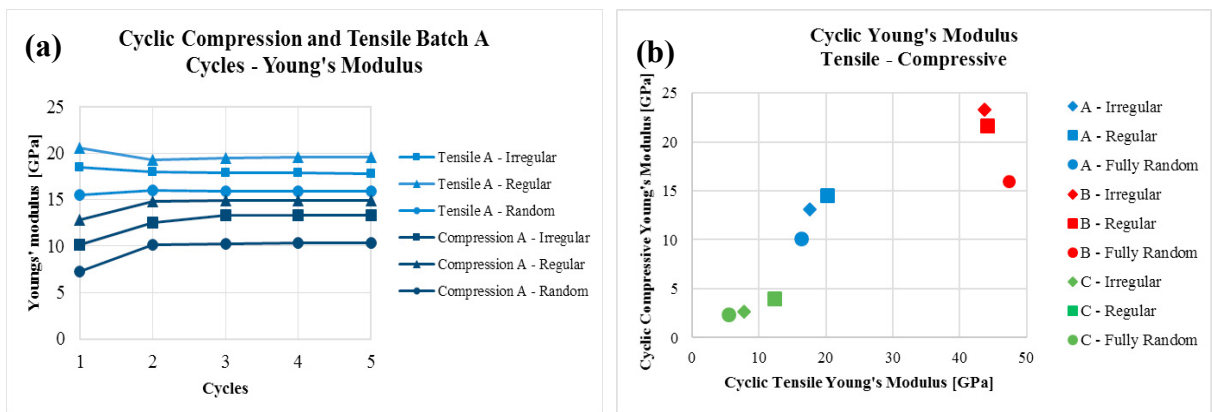 (a)
Cyclic Compression and Tensile Batch A
Cycles - Young's Modulus
Youngs' modulus [GPa]
25
20
15
10
5
0
1 2 3 4 5
Cycles
Tensile A - Irregular
Tensile A - Regular
Tensile A - Random
Compression A - Irregular
Compression A - Regular
Compression A - Random
(b)
Cyclic Young's Modulus
Tensile - Compressive
Cyclic Compressive Young's Modulus [GPa]
25
20
15
10
5
0
0 10 20 30 40 50
Cyclic Tensile Young's Modulus [GPa]
A - Irregular
A - Regular
A - Fully Random
B - Irregular
B - Regular
B - Fully Random
C - Irregular
C - Regular
C - Fully Random